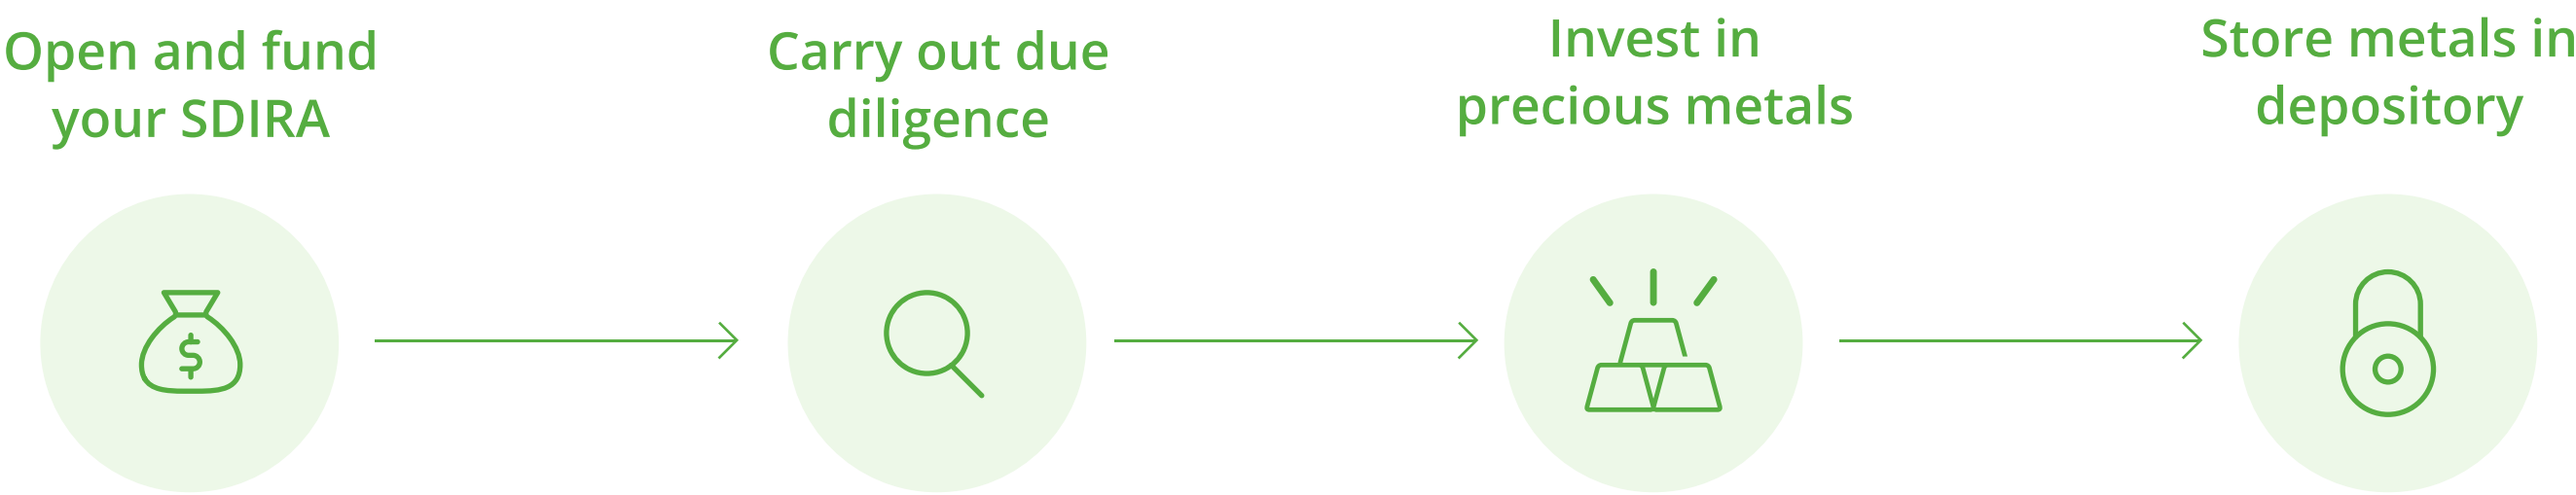 Open and fund
your SDIRA
Carry out due
diligence
Invest in
precious metals
Store metals in
depository
$